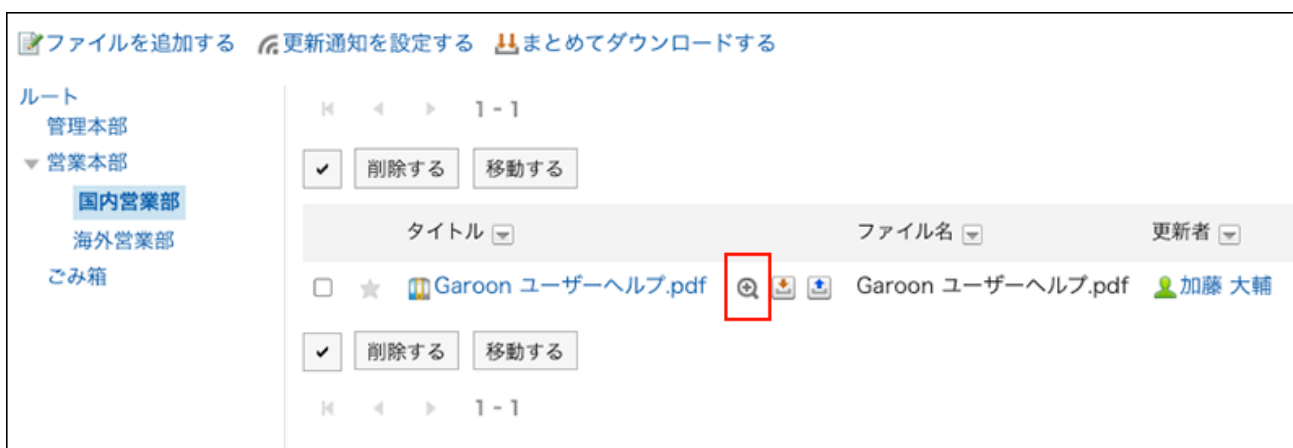 ファイルを追加する 更新通知を設定する まとめてダウンロードする
ルート
管理本部
営業本部
国内営業部
海外営業部
ごみ箱
1 - 1
削除する 移動する
タイトル ファイル名 更新者
Garoon ユーザーヘルプ.pdf Garoon ユーザーヘルプ.pdf 加藤 大輔
削除する 移動する
1 - 1